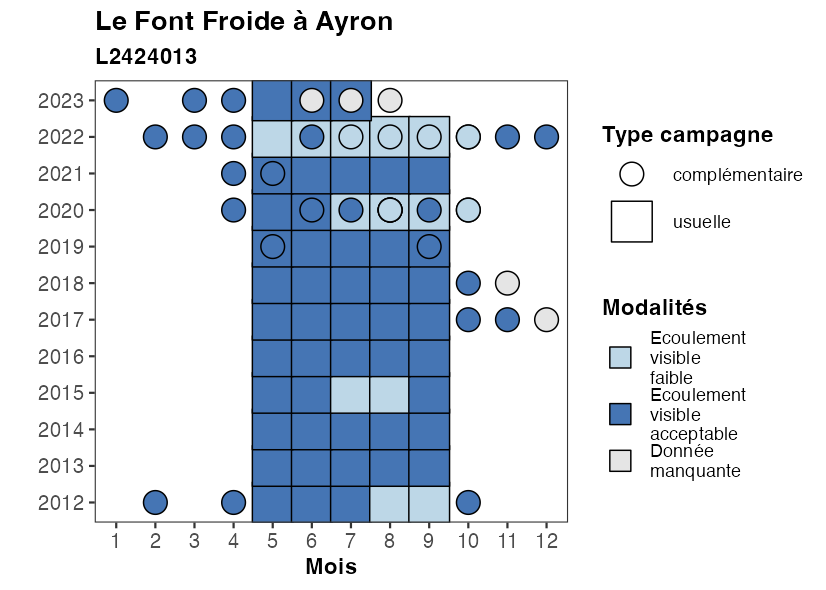 Le Font Froide à Ayron
L2424013
2023
2022
2021
2020
2019
2018
2017
2016
2015
2014
2013
2012
1 2 3 4 5 6 7 8 9 10 11 12
Mois
Type campagne
complémentaire
usuelle
Modalités
Ecoulement
visible
faible
Ecoulement
visible
acceptable
Donnée
manquante